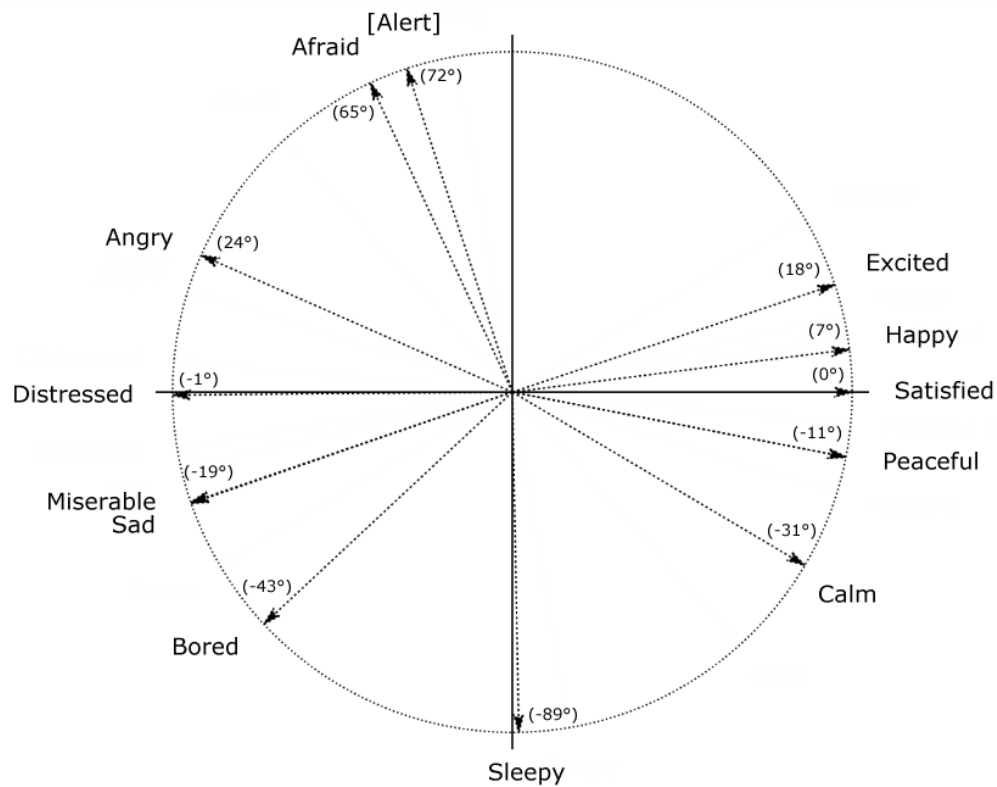 [Alert]
Afraid
(72°)
(65°)
Angry
(24°)
Excited
(18°)
Happy
(7°)
Satisfied
(0°)
Distressed
(-1°)
Peaceful
(-11°)
(-19°)
Miserable
Sad
(-31°)
Calm
(-43°)
Bored
(-89°)
Sleepy